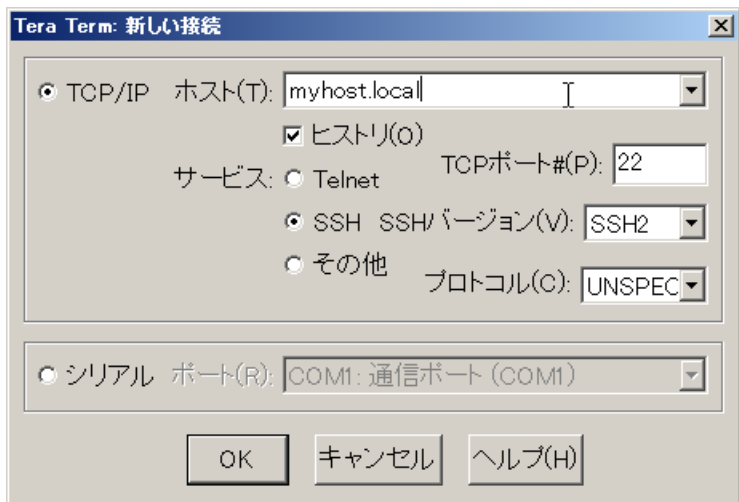 Tera Term: 新しい接続
TCP/IP ホスト(T): myhost.local
ヒストリ(O)
サービス: Telnet TCPポート#(P): 22
SSH SSHバージョン(V): SSH2
その他 プロトコル(C): UNSPEC
シリアル ポート(R): COM1: 通信ポート (COM1)
OK キャンセル ヘルプ(H)